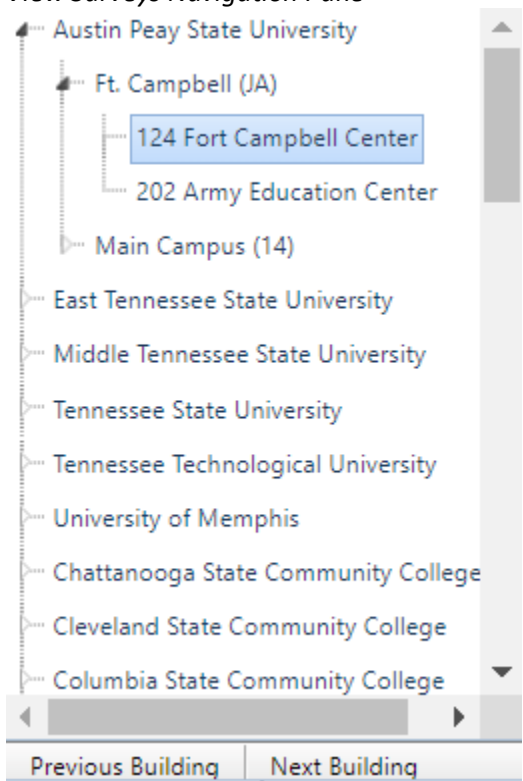 View Surveys Navigation Pane
Austin Peay State University
Ft. Campbell (JA)
124 Fort Campbell Center
202 Army Education Center
Main Campus (14)
East Tennessee State University
Middle Tennessee State University
Tennessee State University
Tennessee Technological University
University of Memphis
Chattanooga State Community College
Cleveland State Community College
Columbia State Community College
Previous Building Next Building